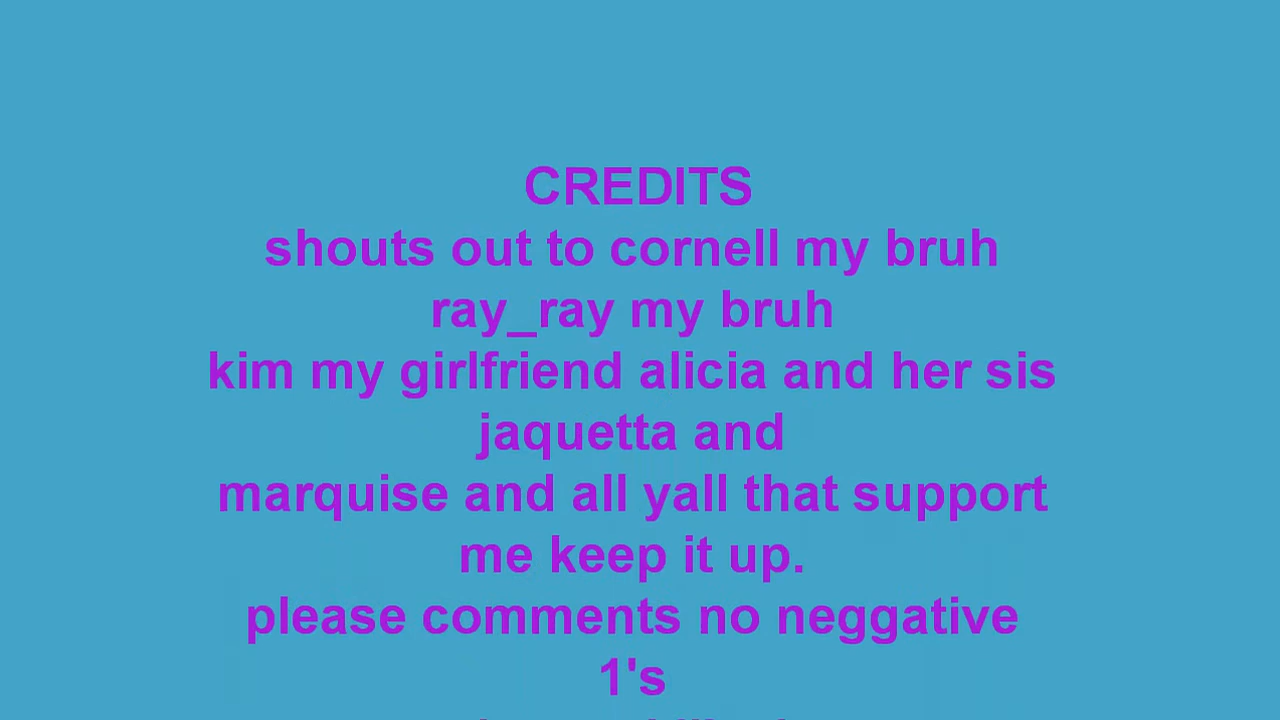 CREDITS
shouts out to cornell my bruh
ray_ray my bruh
kim my girlfriend alicia and her sis
jaquetta and
marquise and all yall that support
me keep it up.
please comments no neggative
1's